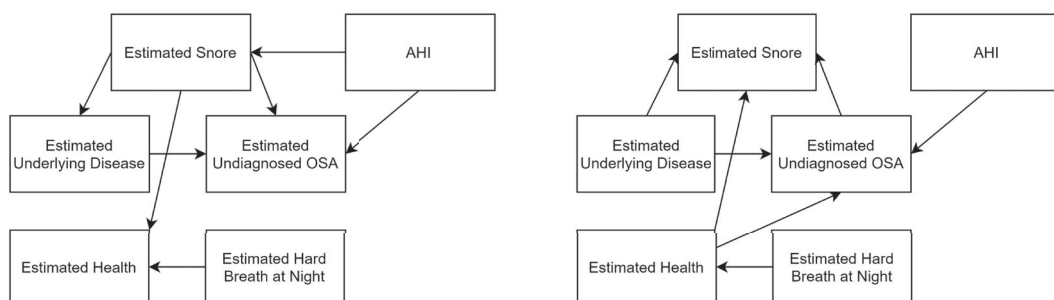 Estimated Snore
AHI
Estimated
Underlying Disease
Estimated
Undiagnosed OSA
Estimated Health
Estimated Hard
Breath at Night
Estimated Snore
AHI
Estimated
Underlying Disease
Estimated
Undiagnosed OSA
Estimated Health
Estimated Hard
Breath at Night